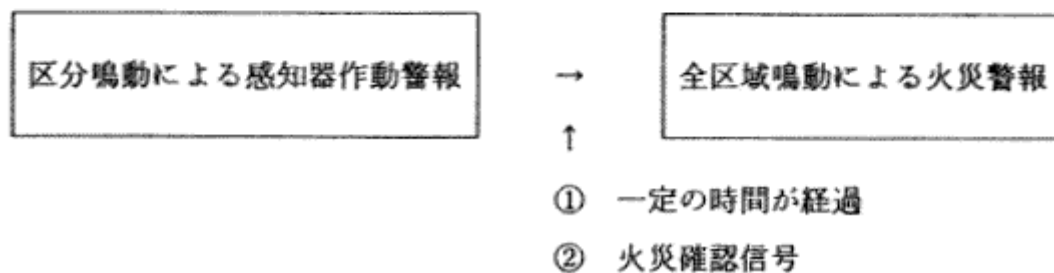 区分鳴動による感知器作動警報 → 全区域鳴動による火災警報
↑
① 一定の時間が経過
② 火災確認信号